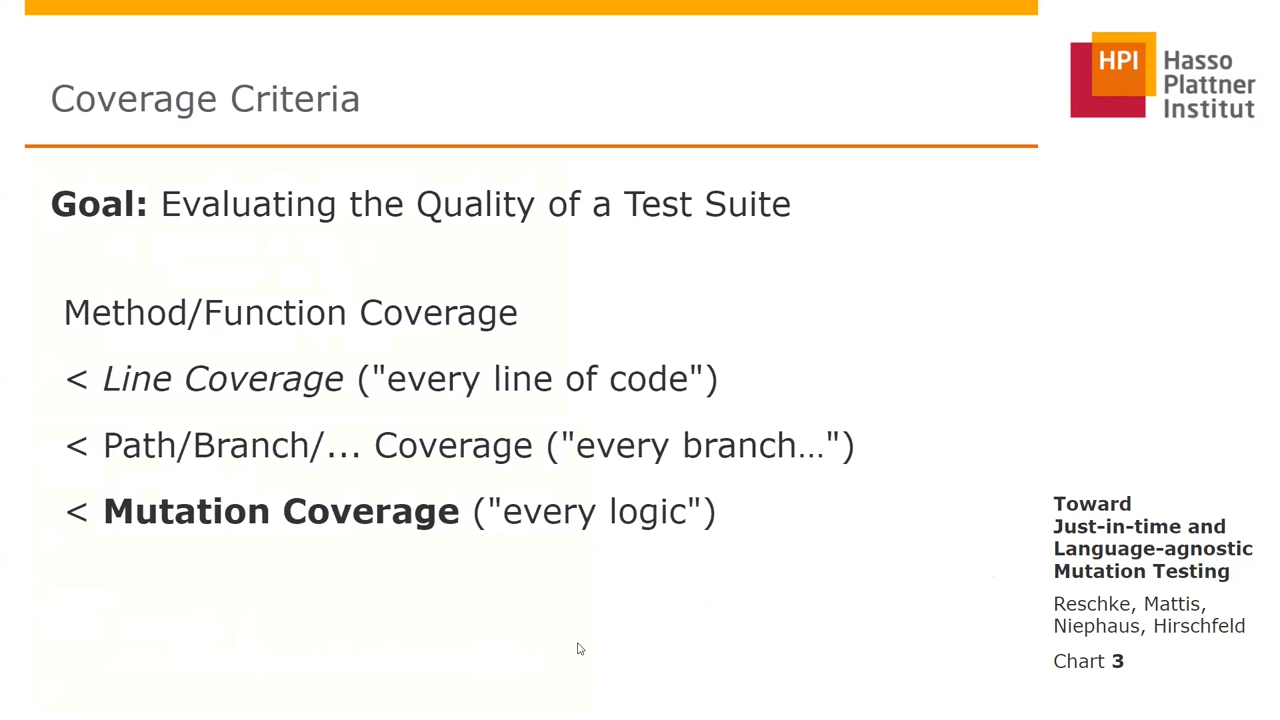 Coverage Criteria
HPI Hasso
Plattner
Institut
Goal: Evaluating the Quality of a Test Suite
Method/Function Coverage
< Line Coverage ("every line of code")
< Path/Branch/... Coverage ("every branch…")
< Mutation Coverage ("every logic")
Toward
Just-in-time and
Language-agnostic
Mutation Testing
Reschke, Mattis,
Niephaus, Hirschfeld
Chart 3